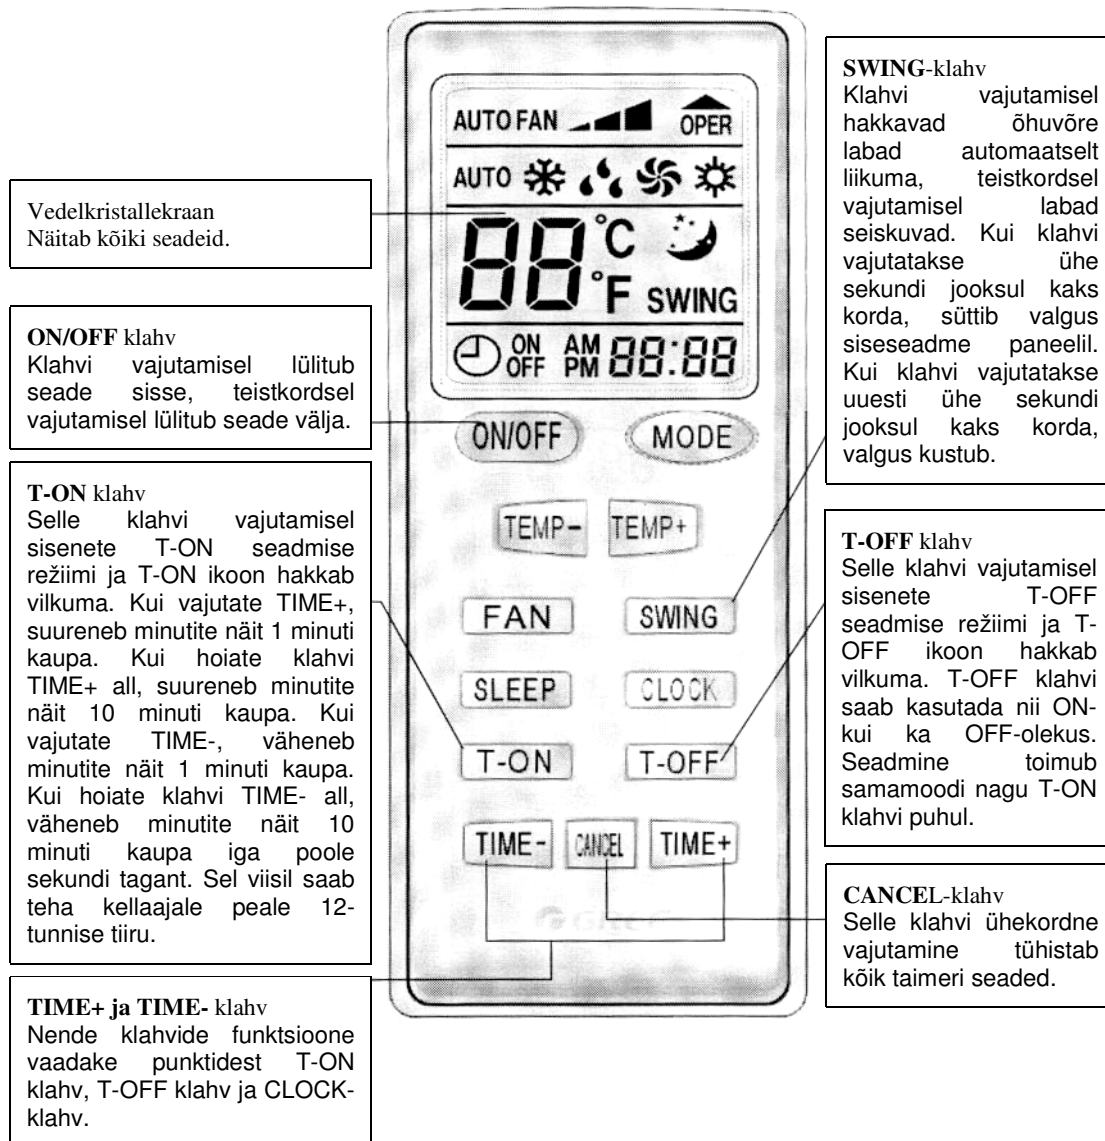 Vedelkristallekraan
Näitab kõiki seadeid.
ON/OFF klahv
Klahvi vajutamisel lülitub
seade sisse, teistkordsel
vajutamisel lülitub seade välja.
T-ON klahv
Selle klahvi vajutamisel
sisenete T-ON seadmise
režiimi ja T-ON ikoon hakkab
vilkuma. Kui vajutate TIME+,
suureneb minutite näit 1 minuti
kaupa. Kui hoiate klahvi
TIME+ all, suureneb minutite
näit 10 minuti kaupa. Kui
vajutate TIME-, väheneb
minutite näit 1 minuti kaupa.
Kui hoiate klahvi TIME- all,
väheneb minutite näit 10
minuti kaupa iga poole
sekundi tagant. Sel viisil saab
teha kellaajale peale 12-
tunnise tiiru.
TIME+ ja TIME- klahv
Nende klahvide funktsioone
vaadake punktidest T-ON
klahv, T-OFF klahv ja CLOCK-
klahv.
AUTO FAN OPER
AUTO
88 °C
°F SWING
ON AM 88:88
OFF PM
ON/OFF MODE
TEMP- TEMP+
FAN SWING
SLEEP CLOCK
T-ON T-OFF
TIME- CANCEL TIME+
GREE
SWING-klahv
Klahvi vajutamisel
hakkavad õhuvõre
labad automaatselt
liikuma, teistkordsel
vajutamisel labad
seiskuvad. Kui klahvi
vajutatakse ühe
sekundi jooksul kaks
korda, süttib valgus
siseseadme paneelil.
Kui klahvi vajutatakse
uuesti ühe sekundi
jooksul kaks korda,
valgus kustub.
T-OFF klahv
Selle klahvi vajutamisel
sisenete T-OFF
seadmise režiimi ja T-
OFF ikoon hakkab
vilkuma. T-OFF klahvi
saab kasutada nii ON-
kui ka OFF-olekus.
Seadmine toimub
samamoodi nagu T-ON
klahvi puhul.
CANCEL-klahv
Selle klahvi ühekordne
vajutamine tühistab
kõik taimeri seaded.